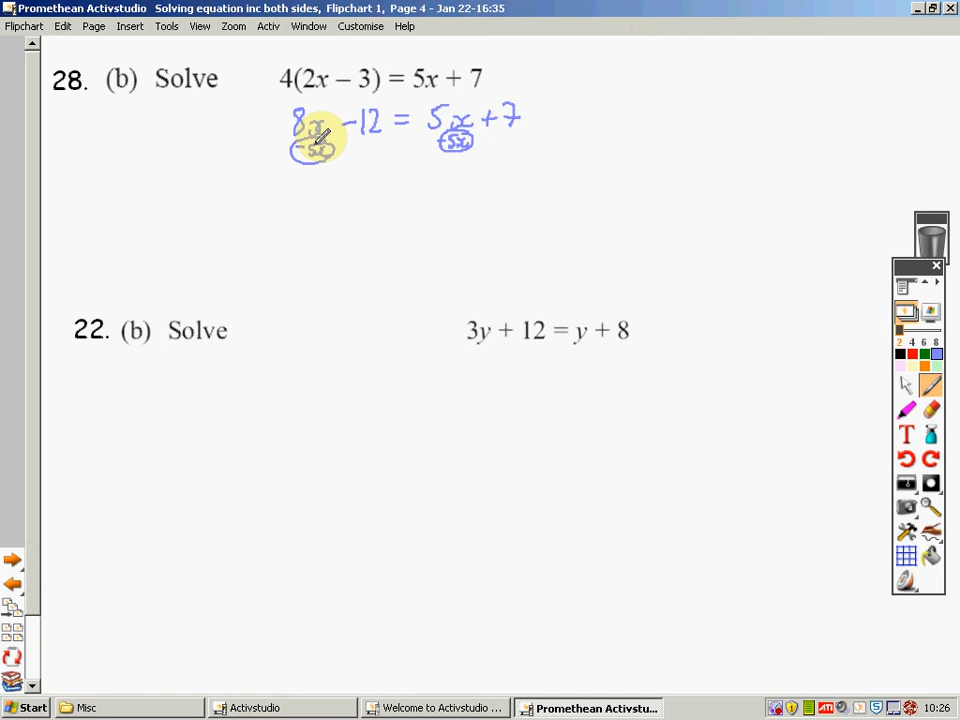 Promethean Activstudio Solving equation inc both sides, Flipchart 1, Page 4 - Jan 22-16:35
Flipchart Edit Page Insert Tools View Zoom Activ Window Customise Help
28. (b) Solve 4(2x – 3) = 5x + 7
8x - 12 = 5x + 7
-5x -5x
22. (b) Solve 3y + 12 = y + 8
2 4 6 8
T
Start Misc Activstudio Welcome to Activstudio ... Promethean Activstu... 10:26